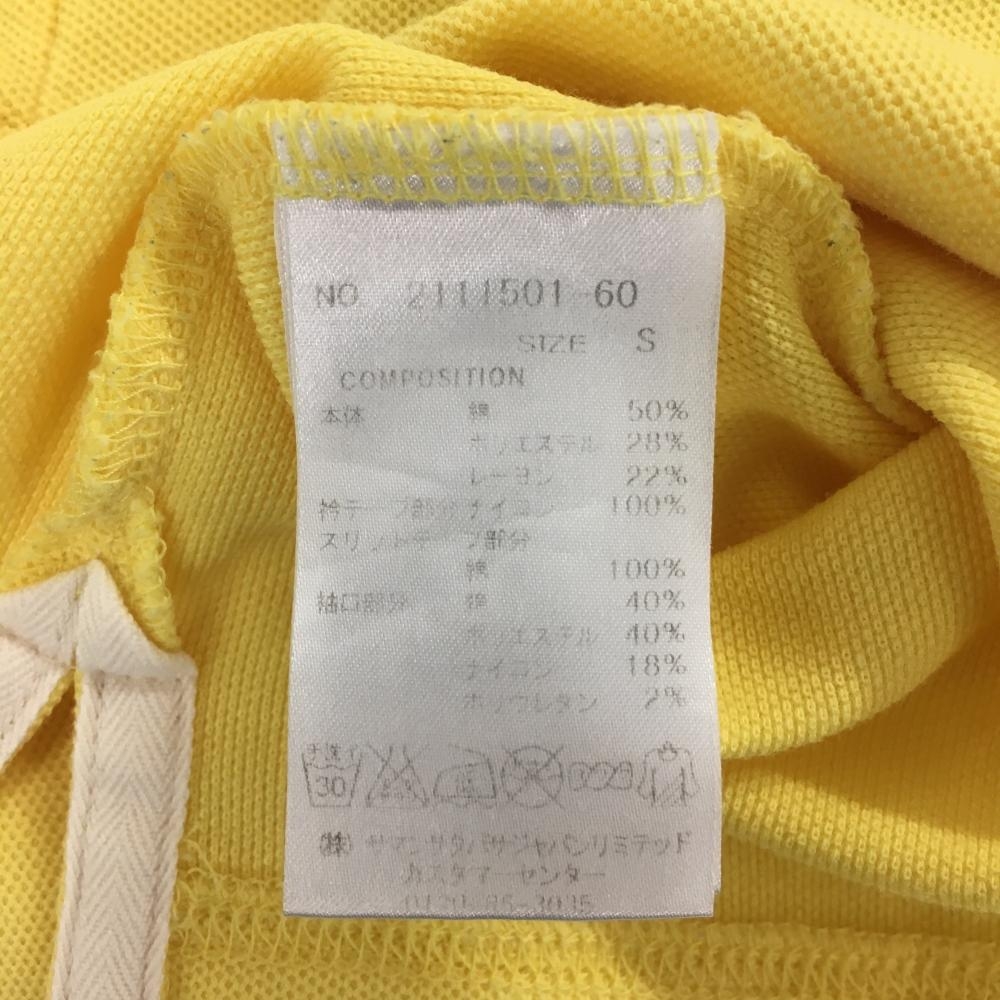 NO 2111501-60
SIZE S
COMPOSITION
本体 綿 50%
ポリエステル 28%
レーヨン 22%
衿テープ部分 ナイロン 100%
スリットテープ部分
綿 100%
袖口部分 綿 40%
ポリエステル 40%
ナイロン 18%
ポリウレタン 2%
手洗イ
30
(株) サマンサタバサジャパンリミテッド
カスタマーセンター